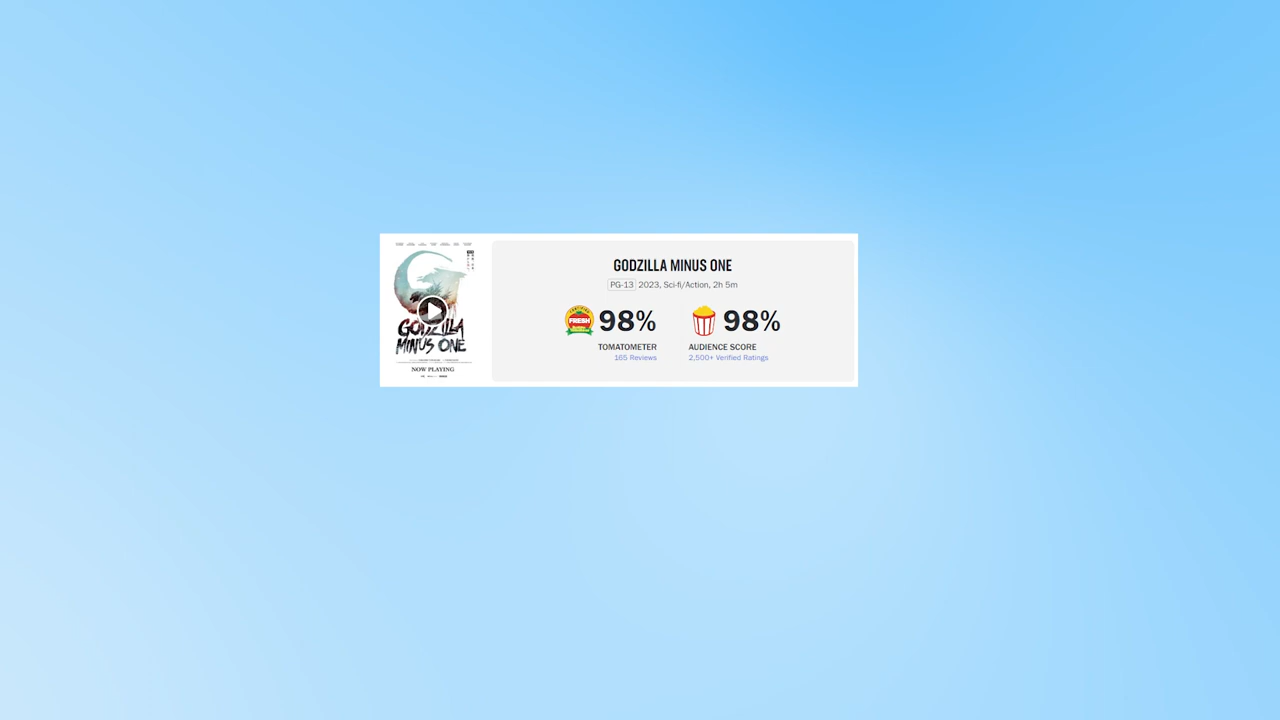 GODZILLA MINUS ONE
PG-13 2023, Sci-fi/Action, 2h 5m
FRESH
98%
98%
TOMATOMETER
AUDIENCE SCORE
165 Reviews
2,500+ Verified Ratings
GODZILLA
MINUS ONE
NOW PLAYING